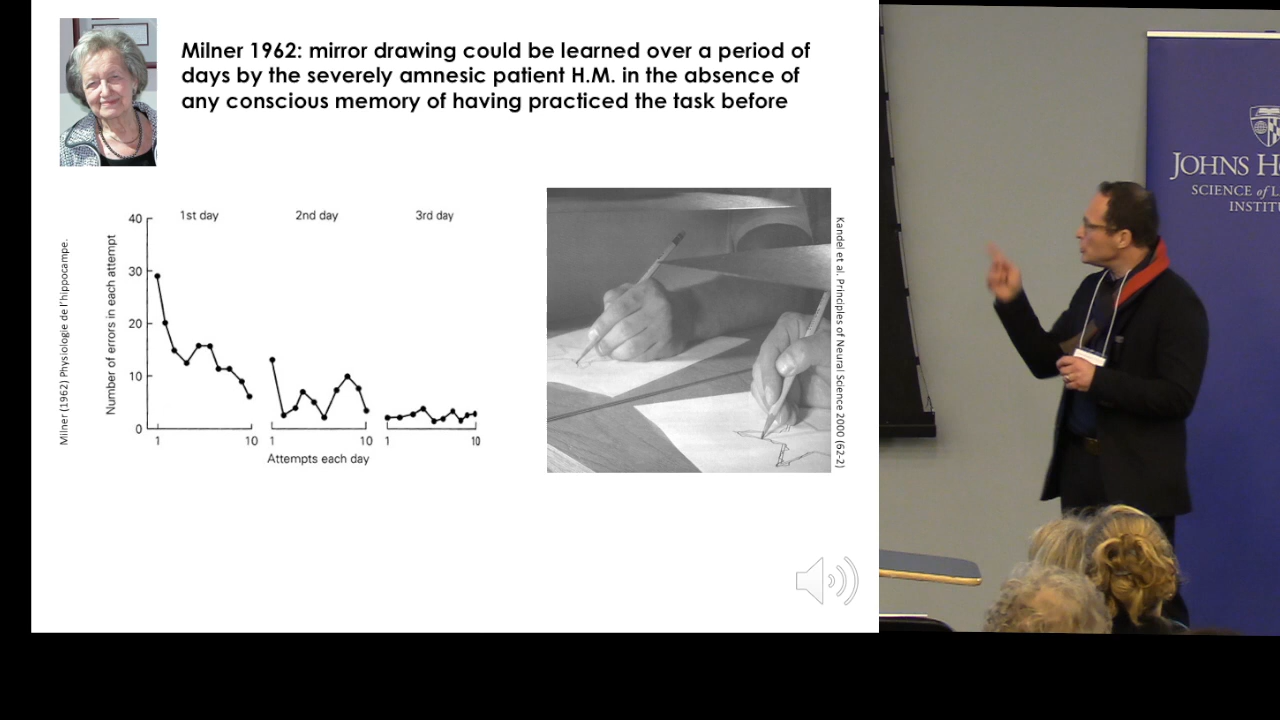 Milner 1962: mirror drawing could be learned over a period of
days by the severely amnesic patient H.M. in the absence of
any conscious memory of having practiced the task before
Milner (1962) Physiologie de l'hippocampe.
Number of errors in each attempt
40
30
20
10
0
1st day
2nd day
3rd day
1 10
1 10
1 10
Attempts each day
Kandel et al. Principles of Neural Science 2000 (62-2)
JOHNS
SCIENCE of